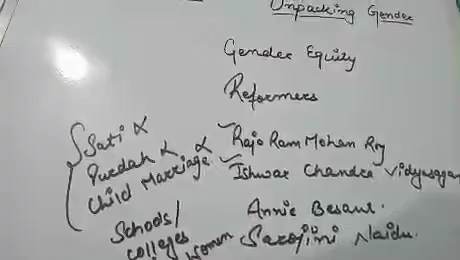 Unpacking Gender
Gender Equity
Reformers
Sati x
Purdah x
Child Marriage x
Raja Ram Mohan Roy
Ishwar Chandra Vidyasagar
Schools/
colleges
women
Annie Besant.
Sarojini Naidu.